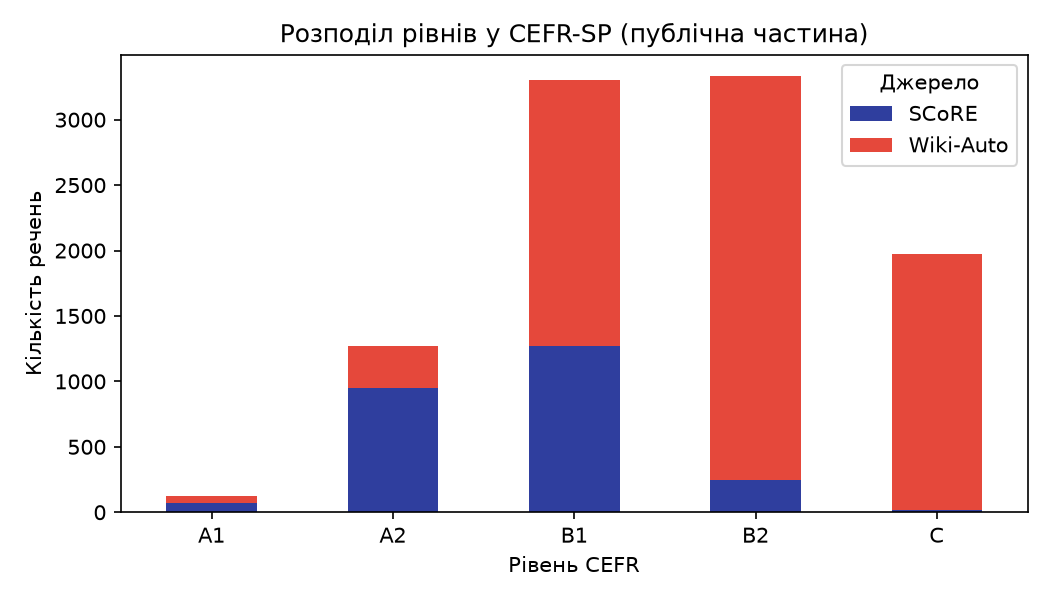 Розподіл рівнів у CEFR-SP (публічна частина)
Джерело
SCoRE
Wiki-Auto
Кількість речень
3000
2500
2000
1500
1000
500
0
A1 A2 B1 B2 C
Рівень CEFR